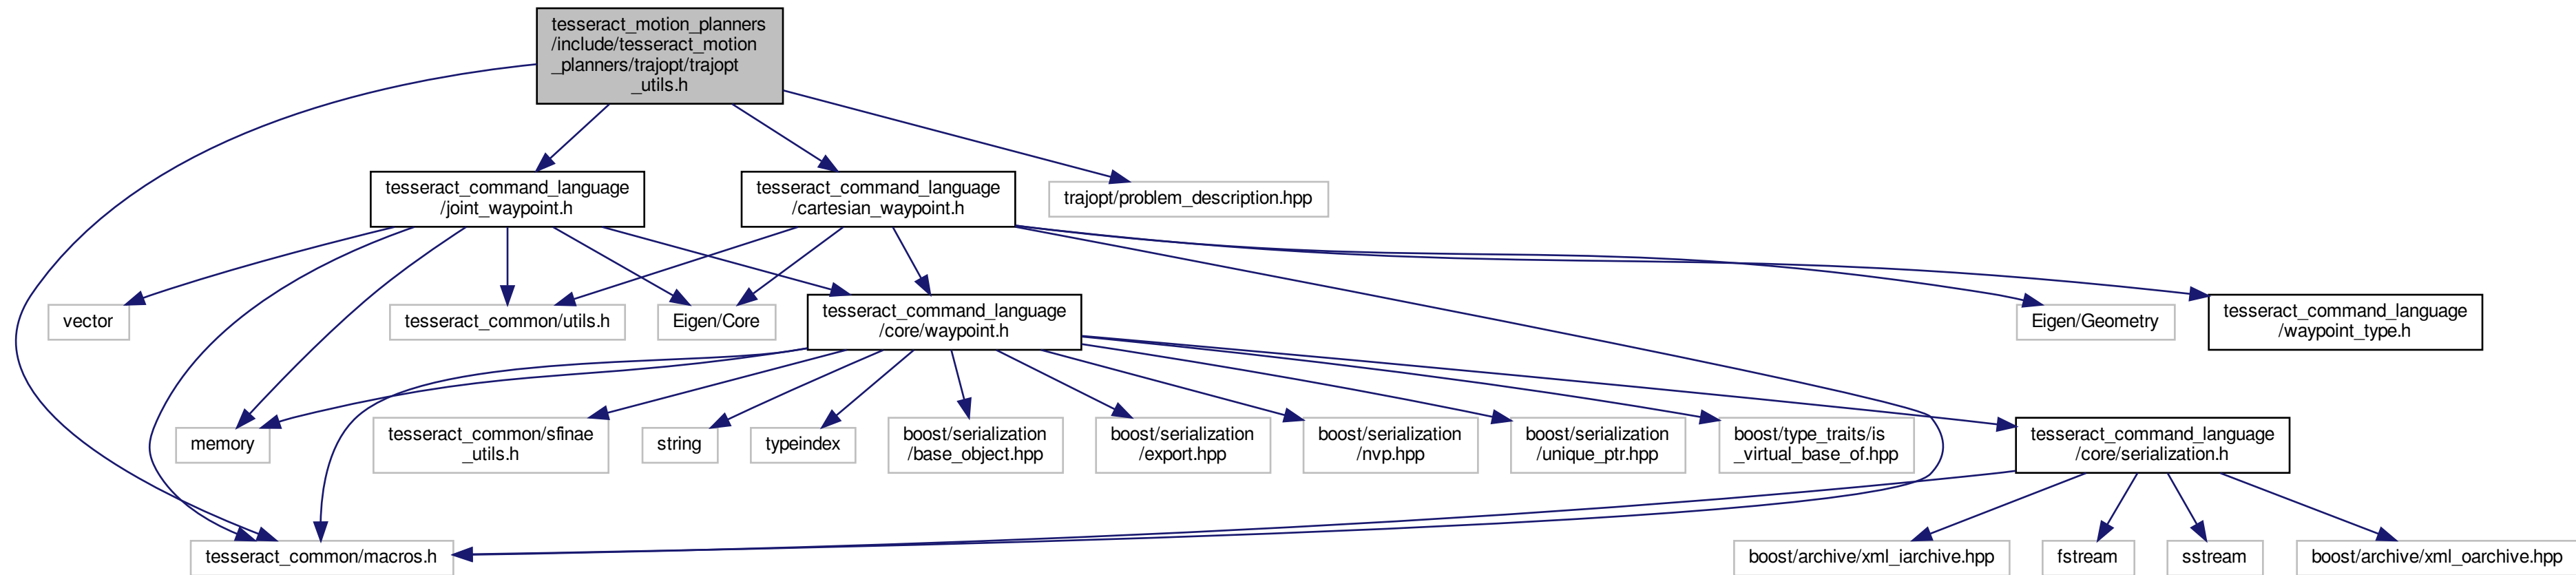 tesseract_motion_planners
/include/tesseract_motion
_planners/trajopt/trajopt
_utils.h
tesseract_command_language
/joint_waypoint.h
tesseract_command_language
/cartesian_waypoint.h
trajopt/problem_description.hpp
vector
tesseract_common/utils.h
Eigen/Core
tesseract_command_language
/core/waypoint.h
Eigen/Geometry
tesseract_command_language
/waypoint_type.h
memory
tesseract_common/sfinae
_utils.h
string
typeindex
boost/serialization
/base_object.hpp
boost/serialization
/export.hpp
boost/serialization
/nvp.hpp
boost/serialization
/unique_ptr.hpp
boost/type_traits/is
_virtual_base_of.hpp
tesseract_command_language
/core/serialization.h
tesseract_common/macros.h
boost/archive/xml_iarchive.hpp
fstream
sstream
boost/archive/xml_oarchive.hpp